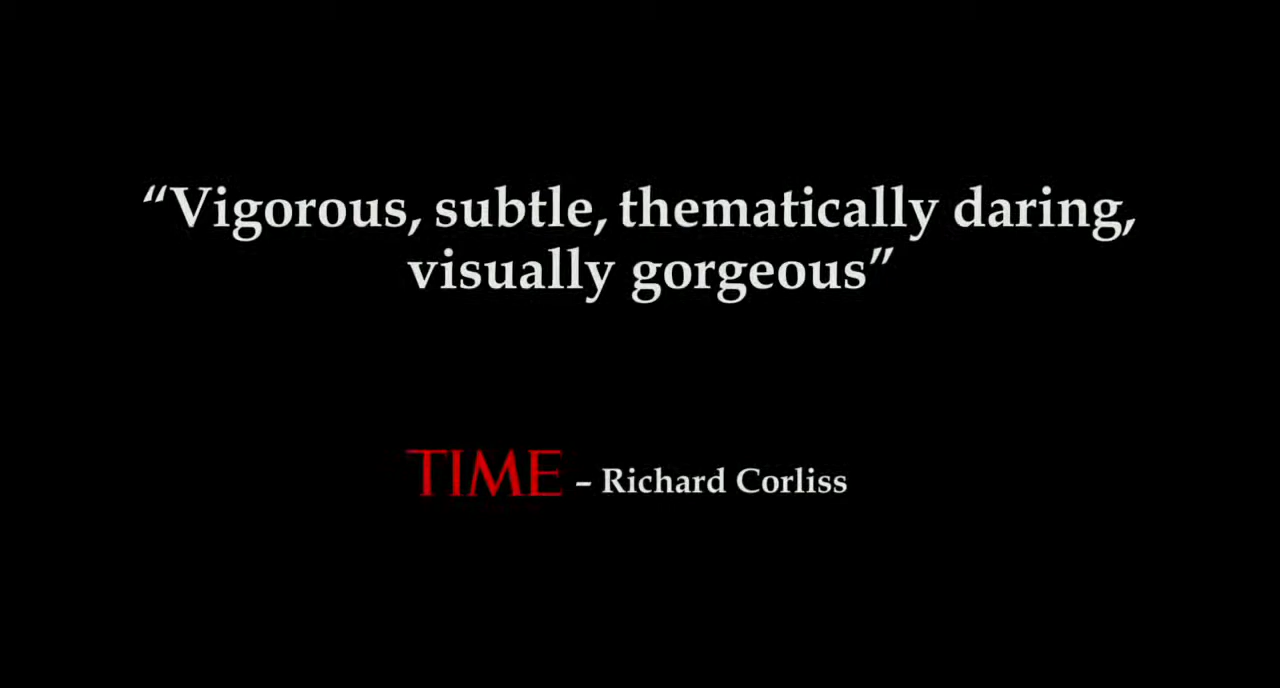 “Vigorous, subtle, thematically daring,
visually gorgeous”
TIME – Richard Corliss